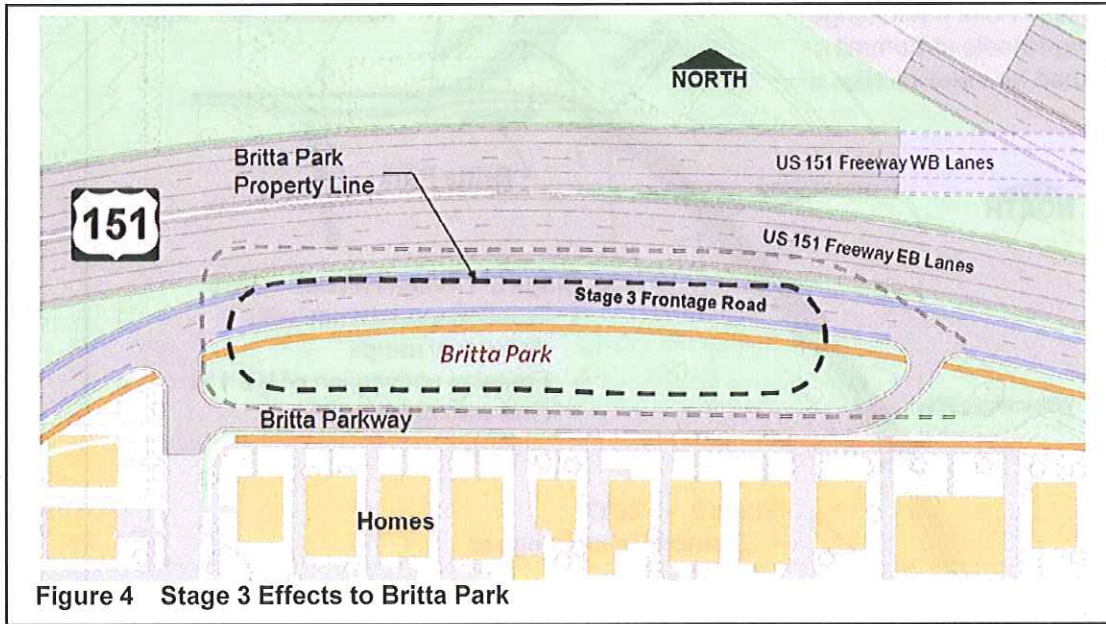 NORTH
Britta Park
Property Line
US 151 Freeway WB Lanes
151
US 151 Freeway EB Lanes
Stage 3 Frontage Road
Britta Park
Britta Parkway
Homes
Figure 4 Stage 3 Effects to Britta Park